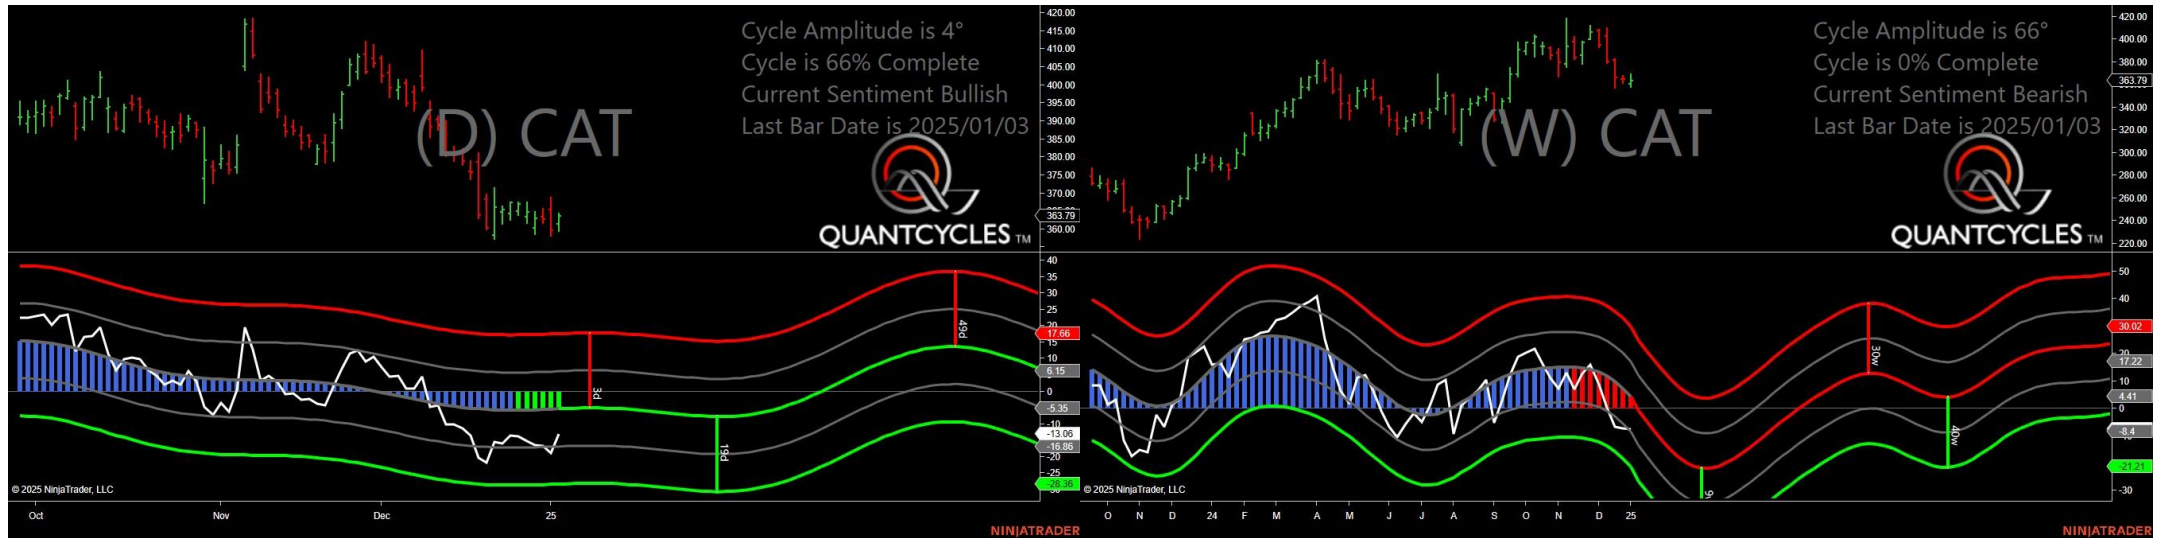 420.00
415.00
410.00
405.00
400.00
395.00
390.00
385.00
380.00
375.00
370.00
363.79
360.00
Cycle Amplitude is 4°
Cycle is 66% Complete
Current Sentiment Bullish
Last Bar Date is 2025/01/03
(D) CAT
QUANTCYCLES TM
40
35
30
25
20
17.66
15
10
6.15
0
-5.35
-10
-13.06
-16.86
-20
-25
-28.36
3d
19d
49d
© 2025 NinjaTrader, LLC
Oct Nov Dec 25
NINJATRADER
420.00
400.00
380.00
363.79
340.00
320.00
300.00
280.00
260.00
240.00
220.00
Cycle Amplitude is 66°
Cycle is 0% Complete
Current Sentiment Bearish
Last Bar Date is 2025/01/03
(W) CAT
QUANTCYCLES TM
50
40
30.02
17.22
10
4.41
0
-8.4
-21.21
-30
30w
40w
© 2025 NinjaTrader, LLC
O N D 24 F M A M J J A S O N D 25
NINJATRADER